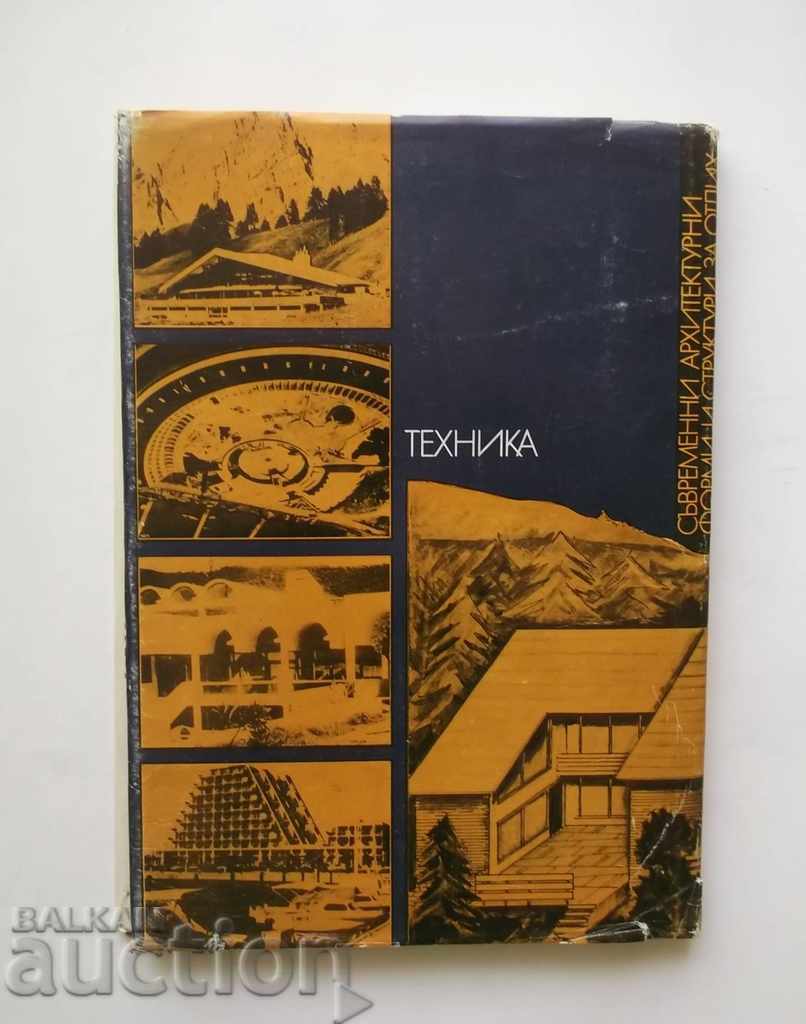 ТЕХНИКА
СЪВРЕМЕННИ АРХИТЕКТУРНИ
ФОРМИ И СТРУКТУРИ ЗА ОТДИХ
BALKAN
auction